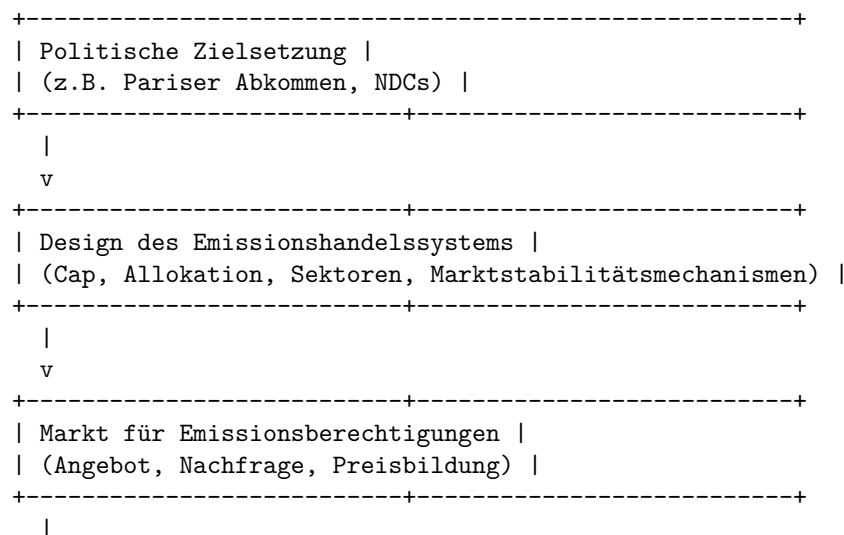 +-------------------------------------------------------+
| Politische Zielsetzung |
| (z.B. Pariser Abkommen, NDCs) |
+---------------------------+---------------------------+
|
v
+---------------------------+---------------------------+
| Design des Emissionshandelssystems |
| (Cap, Allokation, Sektoren, Marktstabilitätsmechanismen) |
+---------------------------+---------------------------+
|
v
+---------------------------+---------------------------+
| Markt für Emissionsberechtigungen |
| (Angebot, Nachfrage, Preisbildung) |
+---------------------------+---------------------------+
|